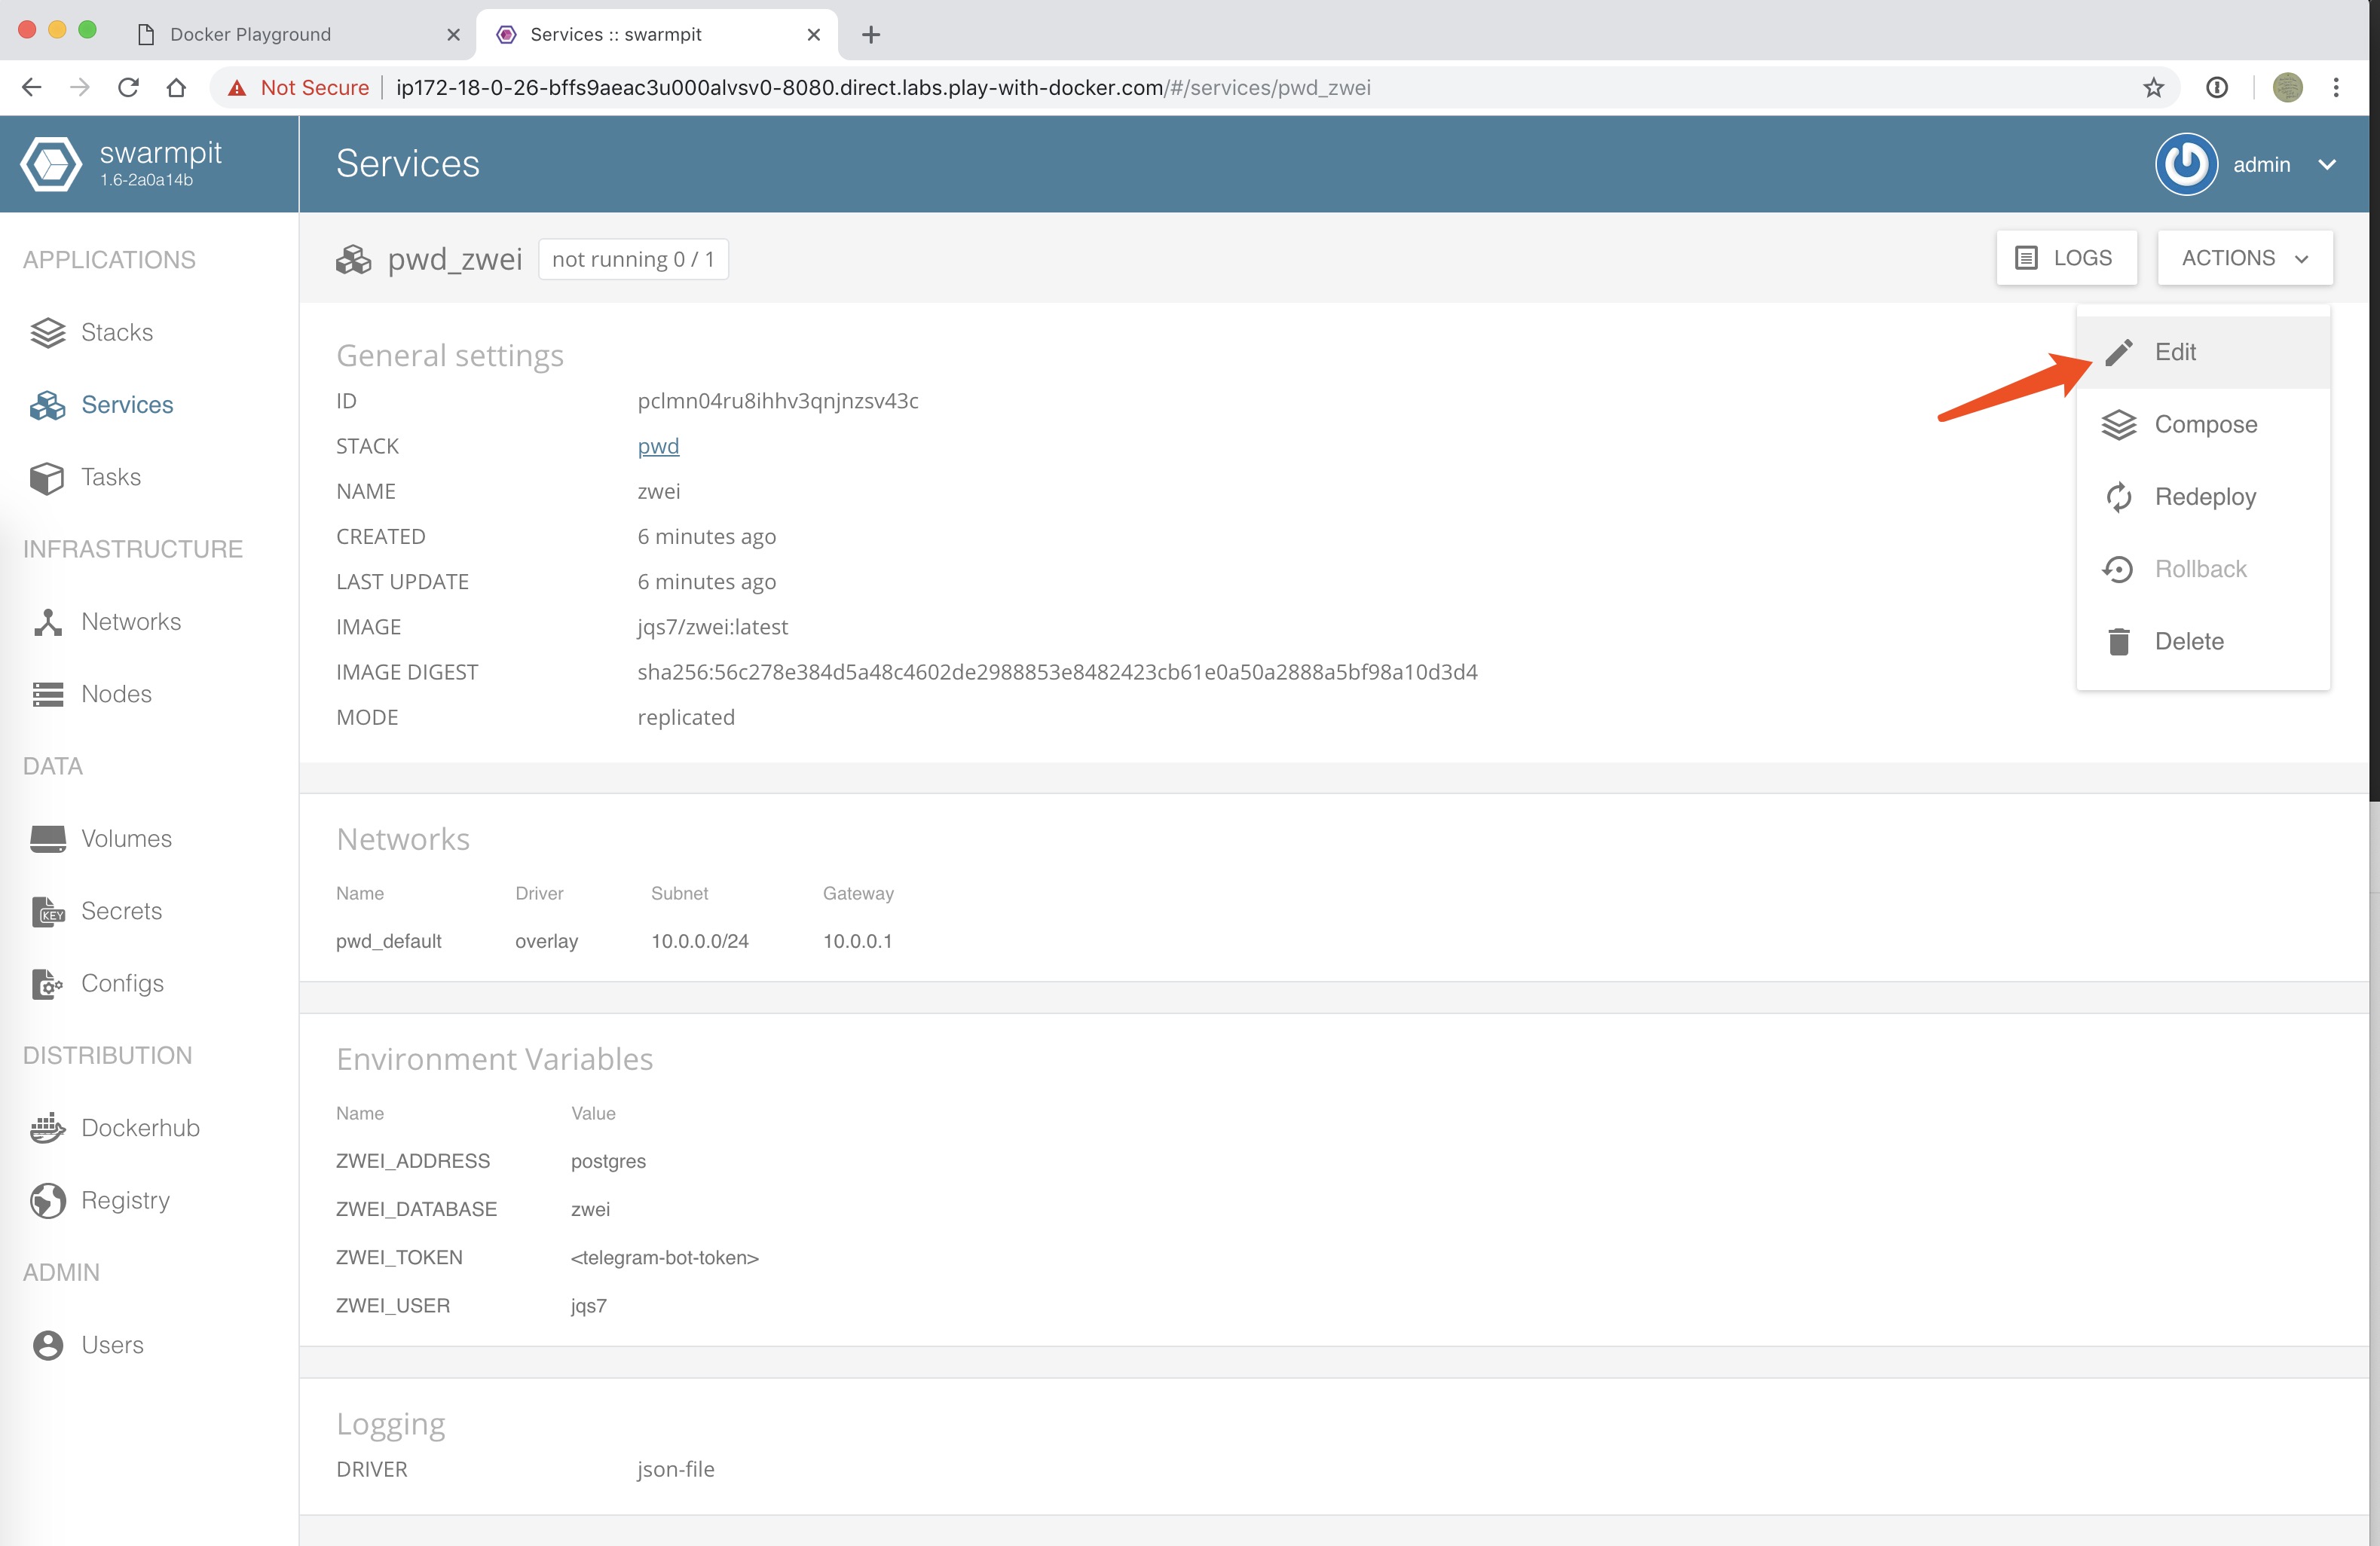 Docker Playground
Services :: swarmpit
Not Secure
ip172-18-0-26-bffs9aeac3u000alvsv0-8080.direct.labs.play-with-docker.com/#/services/pwd_zwei
swarmpit
1.6-2a0a14b
Services
admin
APPLICATIONS
Stacks
Services
Tasks
INFRASTRUCTURE
Networks
Nodes
DATA
Volumes
KEY
Secrets
Configs
DISTRIBUTION
Dockerhub
Registry
ADMIN
Users
pwd_zwei
not running 0 / 1
LOGS
ACTIONS
Edit
Compose
Redeploy
Rollback
Delete
General settings
ID pclmn04ru8ihhv3qnjnzsv43c
STACK pwd
NAME zwei
CREATED 6 minutes ago
LAST UPDATE 6 minutes ago
IMAGE jqs7/zwei:latest
IMAGE DIGEST sha256:56c278e384d5a48c4602de2988853e8482423cb61e0a50a2888a5bf98a10d3d4
MODE replicated
Networks
Name Driver Subnet Gateway
pwd_default overlay 10.0.0.0/24 10.0.0.1
Environment Variables
Name Value
ZWEI_ADDRESS postgres
ZWEI_DATABASE zwei
ZWEI_TOKEN <telegram-bot-token>
ZWEI_USER jqs7
Logging
DRIVER json-file